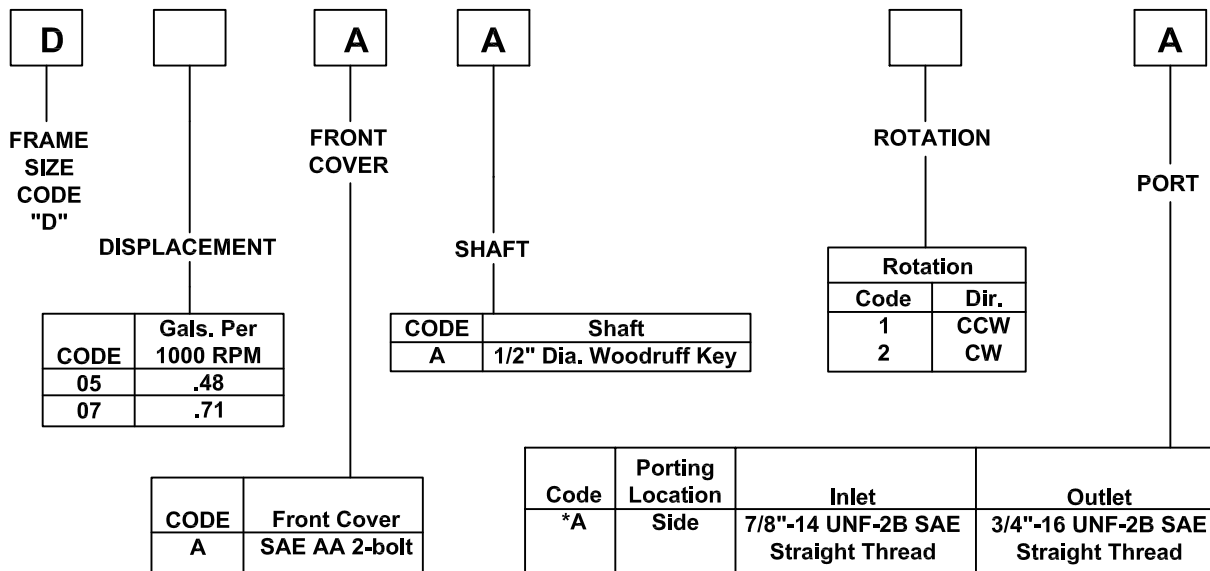 D
A
A
A
FRAME
SIZE
CODE
"D"
DISPLACEMENT
FRONT
COVER
SHAFT
ROTATION
PORT
CODE Gals. Per
1000 RPM
05 .48
07 .71
CODE Front Cover
A SAE AA 2-bolt
CODE Shaft
A 1/2" Dia. Woodruff Key
Rotation
Code Dir.
1 CCW
2 CW
Code Porting
Location Inlet Outlet
*A Side 7/8"-14 UNF-2B SAE 3/4"-16 UNF-2B SAE
Straight Thread Straight Thread